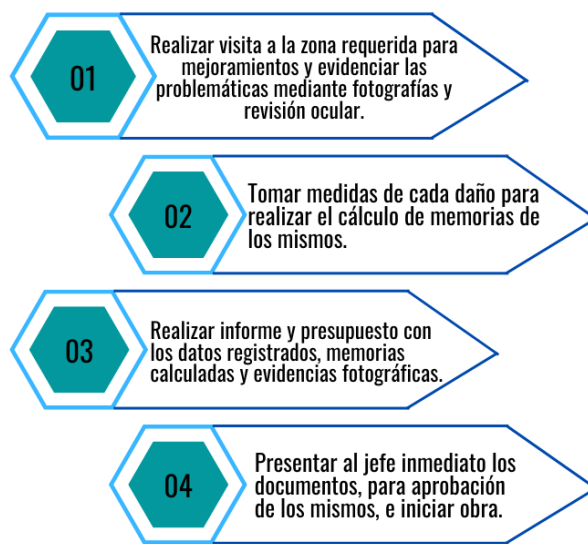 01
Realizar visita a la zona requerida para
mejoramientos y evidenciar las
problemáticas mediante fotografías y
revisión ocular.
02
Tomar medidas de cada daño para
realizar el cálculo de memorias de
los mismos.
03
Realizar informe y presupuesto con
los datos registrados, memorias
calculadas y evidencias fotográficas.
04
Presentar al jefe inmediato los
documentos, para aprobación
de los mismos, e iniciar obra.